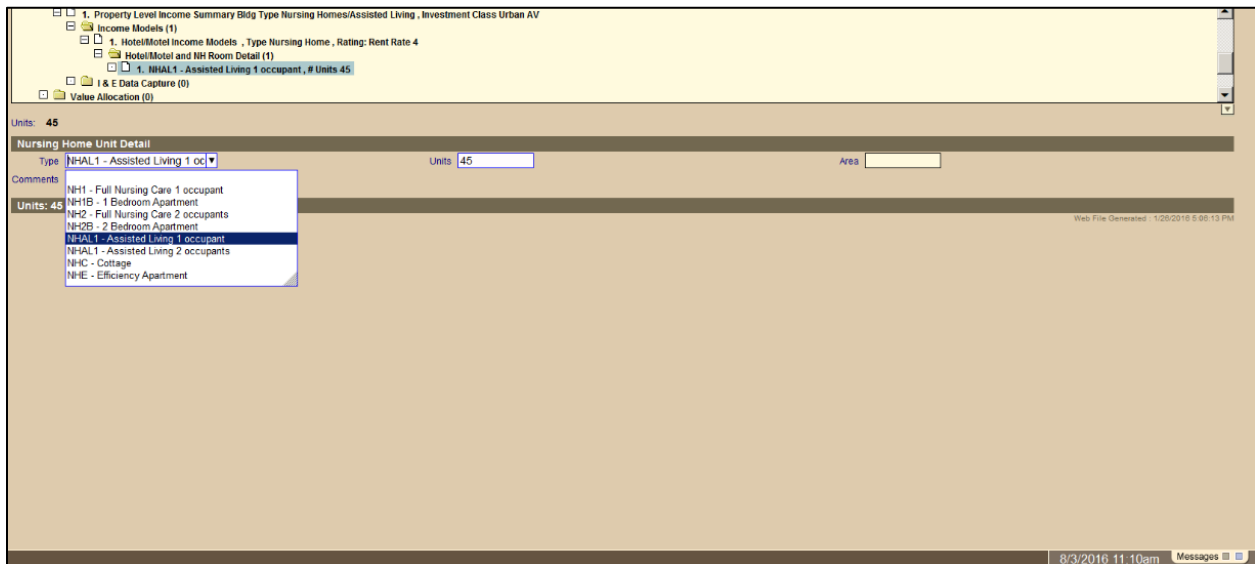 1. Property Level Income Summary Bldg Type Nursing Homes/Assisted Living , Investment Class Urban AV
Income Models (1)
1. Hotel/Motel Income Models , Type Nursing Home , Rating: Rent Rate 4
Hotel/Motel and NH Room Detail (1)
1. NHAL1 - Assisted Living 1 occupant , # Units 45
I & E Data Capture (0)
Value Allocation (0)
Units: 45
Nursing Home Unit Detail
Type NHAL1 - Assisted Living 1 oc Units 45 Area
Comments
NH1 - Full Nursing Care 1 occupant
NH1B - 1 Bedroom Apartment
Units: 45
NH2 - Full Nursing Care 2 occupants
Web File Generated : 1/26/2016 5:06:13 PM
NH2B - 2 Bedroom Apartment
NHAL1 - Assisted Living 1 occupant
NHAL1 - Assisted Living 2 occupants
NHC - Cottage
NHE - Efficiency Apartment
8/3/2016 11:10am Messages